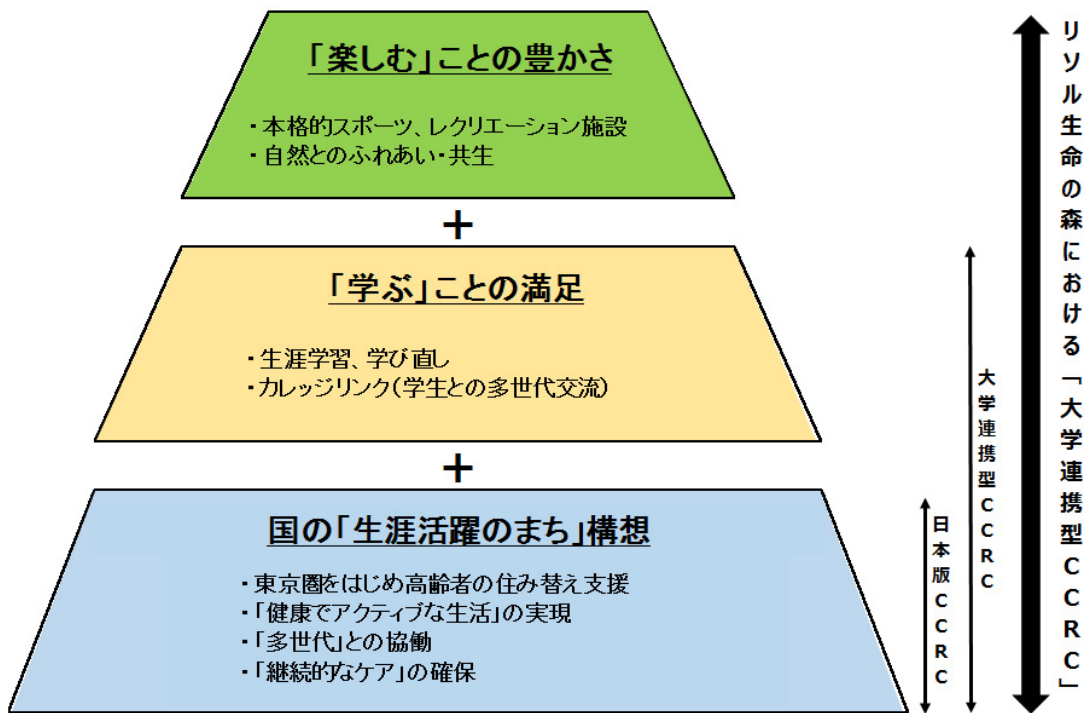 「楽しむ」ことの豊かさ
・本格的スポーツ、レクリエーション施設
・自然とのふれあい・共生
+
「学ぶ」ことの満足
・生涯学習、学び直し
・カレッジリンク(学生との多世代交流)
+
国の「生涯活躍のまち」構想
・東京圏をはじめ高齢者の住み替え支援
・「健康でアクティブな生活」の実現
・「多世代」との協働
・「継続的なケア」の確保
日本版CCRC
大学連携型CCRC
リソル生命の森における「大学連携型CCRC」